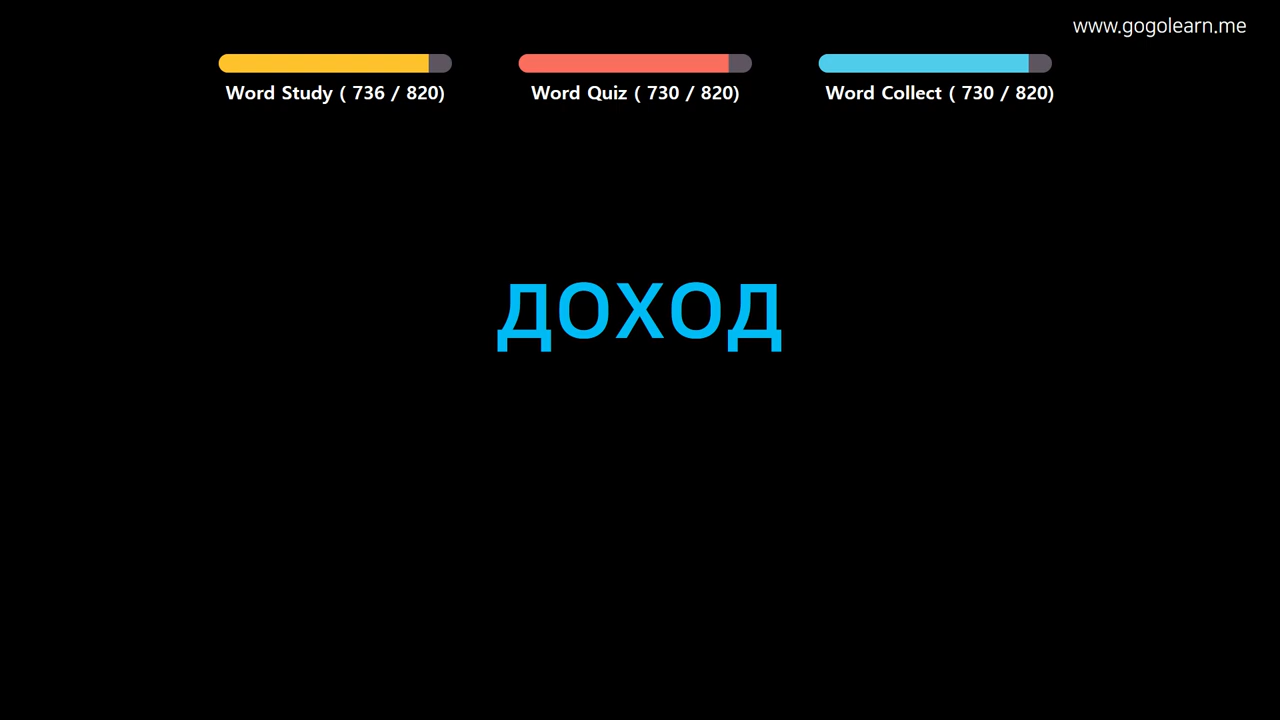 www.gogolearn.me
Word Study ( 736 / 820)
Word Quiz ( 730 / 820)
Word Collect ( 730 / 820)
доход